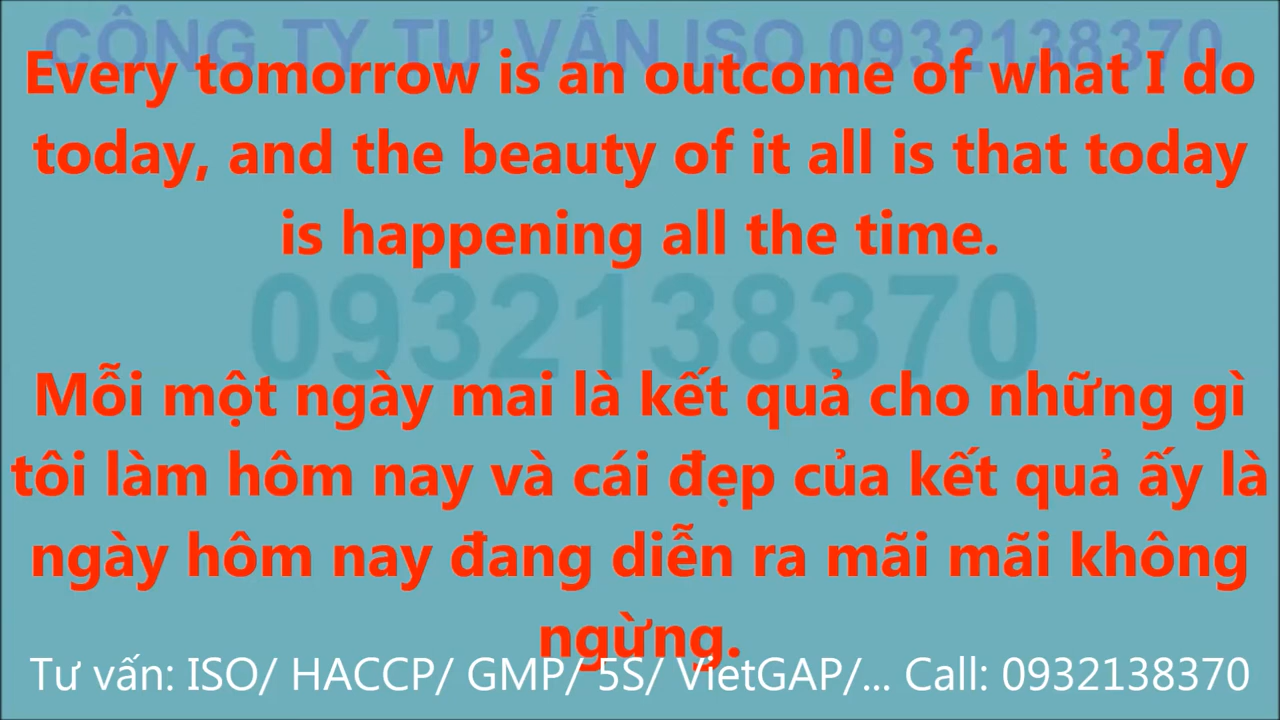 CÔNG TY TƯ VẤN ISO 0932138370
Every tomorrow is an outcome of what I do
today, and the beauty of it all is that today
is happening all the time.
0932138370
Mỗi một ngày mai là kết quả cho những gì
tôi làm hôm nay và cái đẹp của kết quả ấy là
ngày hôm nay đang diễn ra mãi mãi không
ngừng.
Tư vấn: ISO/ HACCP/ GMP/ 5S/ VietGAP/... Call: 0932138370